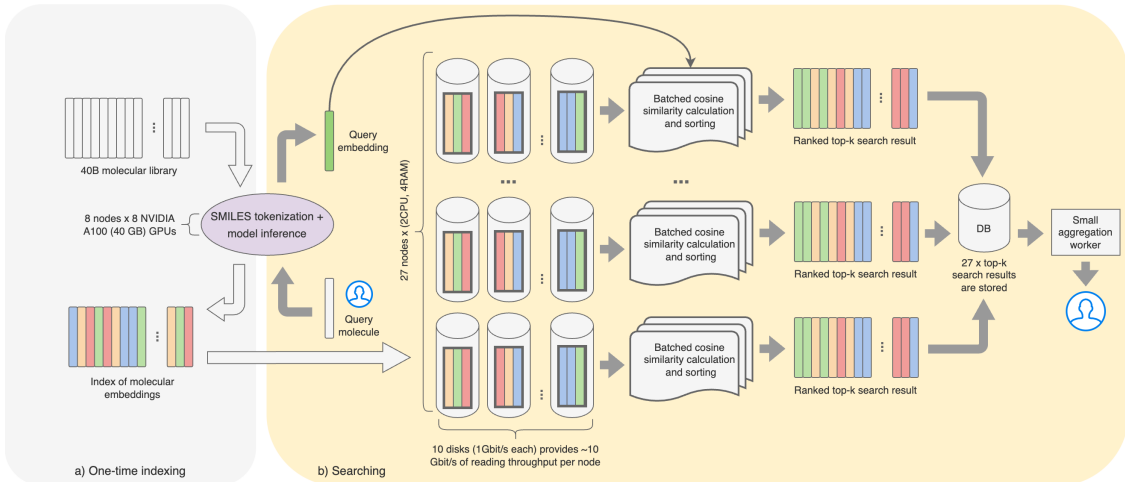 40B molecular library
8 nodes x 8 NVIDIA
A100 (40 GB) GPUs
SMILES tokenization +
model inference
Index of molecular
embeddings
a) One-time indexing
Query
embedding
Query
molecule
27 nodes x (2CPU, 4RAM)
...
Batched cosine
similarity calculation
and sorting
Ranked top-k search result
...
Batched cosine
similarity calculation
and sorting
Ranked top-k search result
Batched cosine
similarity calculation
and sorting
Ranked top-k search result
DB
27 x top-k
search results
are stored
Small
aggregation
worker
10 disks (1Gbit/s each) provides ~10
Gbit/s of reading throughput per node
b) Searching